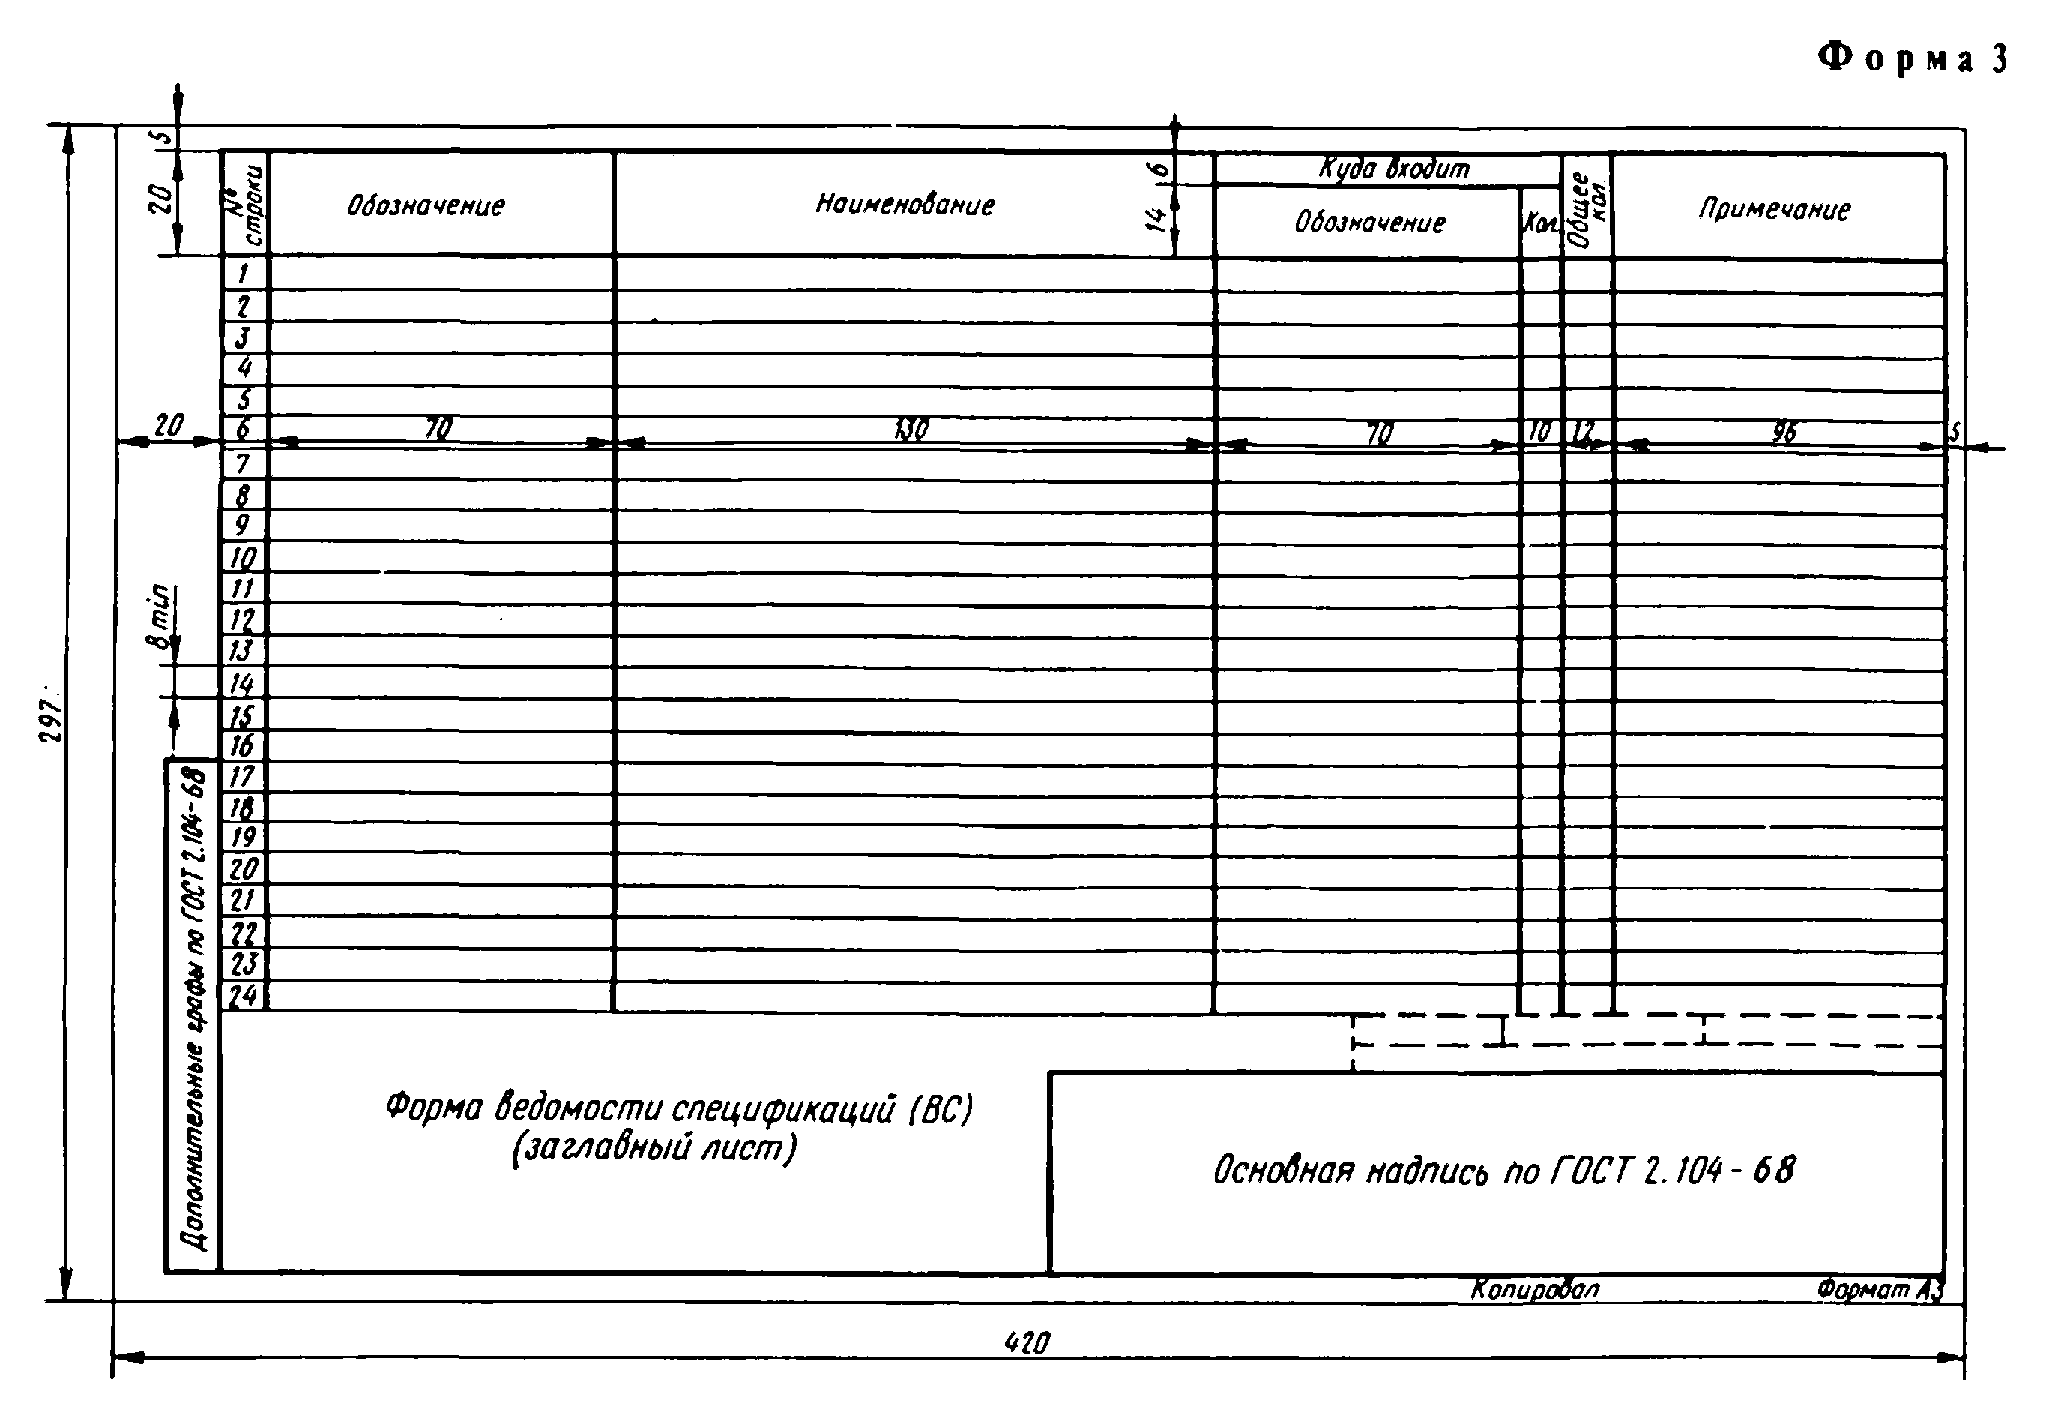 Форма 3
5
20
№ строки
Обозначение
Наименование
6
14
Куда входит
Обозначение
Кол.
Общее кол.
Примечание
1
2
3
4
5
20
6
70
130
70
10
12
96
5
7
8
9
10
11
12
8 min
13
14
15
16
297
17
18
19
20
21
22
23
24
Дополнительные графы по ГОСТ 2.104-68
Форма ведомости спецификаций (ВС)
(заглавный лист)
Основная надпись по ГОСТ 2.104-68
Копировал
Формат А3
420